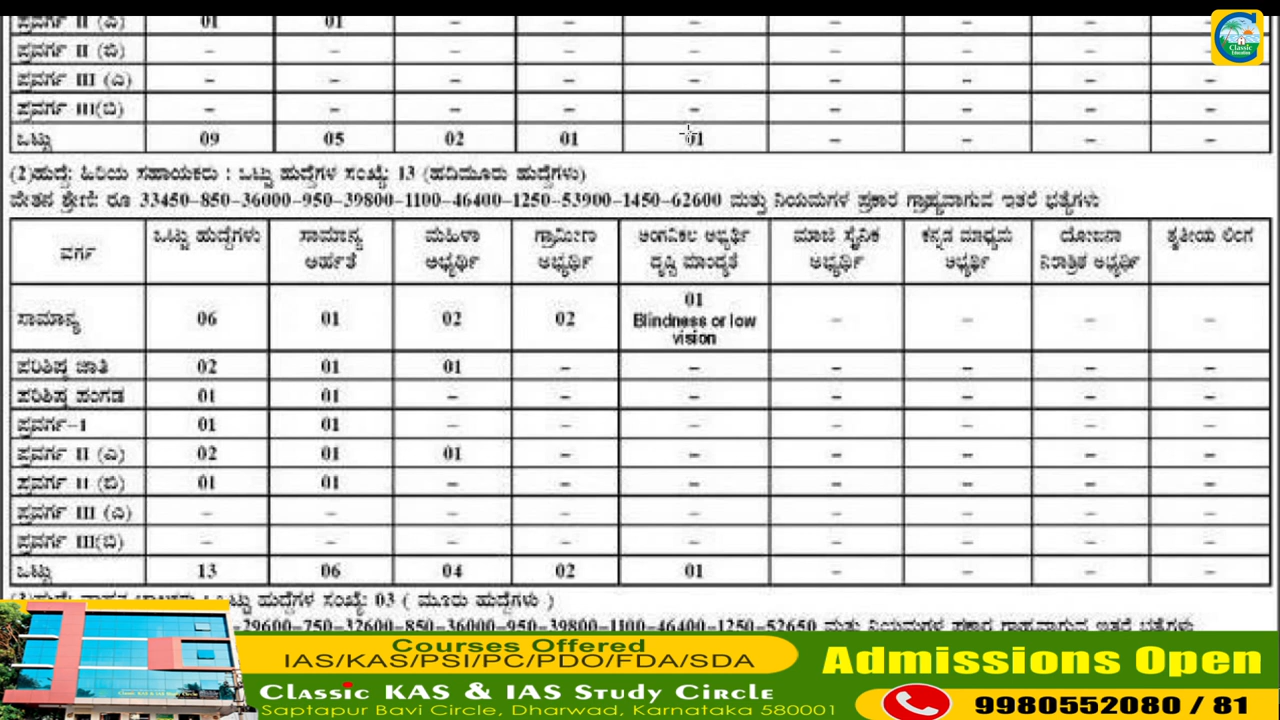 ಪ್ರವರ್ಗ II (ಎ) 01 01 – – – – – – –
ಪ್ರವರ್ಗ II (ಬಿ) – – – – – – – – –
ಪ್ರವರ್ಗ III (ಎ) – – – – – – – – –
ಪ್ರವರ್ಗ III(ಬಿ) – – – – – – – – –
ಒಟ್ಟು 09 05 02 01 01 – – – –
(2)ಹುದ್ದೆ: ಹಿರಿಯ ಸಹಾಯಕರು : ಒಟ್ಟು ಹುದ್ದೆಗಳ ಸಂಖ್ಯೆ: 13 (ಹದಿಮೂರು ಹುದ್ದೆಗಳು)
ವೇತನ ಶ್ರೇಣಿ: ರೂ 33450–850–36000–950–39800–1100–46400–1250–53900–1450–62600 ಮತ್ತು ನಿಯಮಗಳ ಪ್ರಕಾರ ಗ್ರಾಹ್ಯವಾಗುವ ಇತರೆ ಭತ್ಯೆಗಳು
ವರ್ಗ ಒಟ್ಟು ಹುದ್ದೆಗಳು ಸಾಮಾನ್ಯ ಅರ್ಹತೆ ಮಹಿಳಾ ಅಭ್ಯರ್ಥಿ ಗ್ರಾಮೀಣ ಅಭ್ಯರ್ಥಿ ಅಂಗವಿಕಲ ಅಭ್ಯರ್ಥಿ ದೃಷ್ಟಿ ಮಾಂದ್ಯತೆ ಮಾಜಿ ಸೈನಿಕ ಅಭ್ಯರ್ಥಿ ಕನ್ನಡ ಮಾಧ್ಯಮ ಅಭ್ಯರ್ಥಿ ಯೋಜನಾ ನಿರಾಶ್ರಿತ ಅಭ್ಯರ್ಥಿ ತೃತೀಯ ಲಿಂಗ
ಸಾಮಾನ್ಯ 06 01 02 02 01 Blindness or low vision – – – –
ಪರಿಶಿಷ್ಟ ಜಾತಿ 02 01 01 – – – – – –
ಪರಿಶಿಷ್ಟ ಪಂಗಡ 01 01 – – – – – – –
ಪ್ರವರ್ಗ–1 01 01 – – – – – – –
ಪ್ರವರ್ಗ II (ಎ) 02 01 01 – – – – – –
ಪ್ರವರ್ಗ II (ಬಿ) 01 01 – – – – – – –
ಪ್ರವರ್ಗ III (ಎ) – – – – – – – – –
ಪ್ರವರ್ಗ III(ಬಿ) – – – – – – – – –
ಒಟ್ಟು 13 06 04 02 01 – – – –
ಒಟ್ಟು ಹುದ್ದೆಗಳ ಸಂಖ್ಯೆ: 03 ( ಮೂರು ಹುದ್ದೆಗಳು )
–29600–750–32600–850–36000–950–39800–1100–46400–1250–52650 ಮತ್ತು ನಿಯಮಗಳ ಪ್ರಕಾರ ಗ್ರಾಹ್ಯವಾಗುವ ಇತರೆ ಭತ್ಯೆಗಳು
Classic
Education
Courses Offered
IAS/KAS/PSI/PC/PDO/FDA/SDA
Classic KAS & IAS Study Circle
Saptapur Bavi Circle, Dharwad, Karnataka 580001
Admissions Open
9980552080 / 81